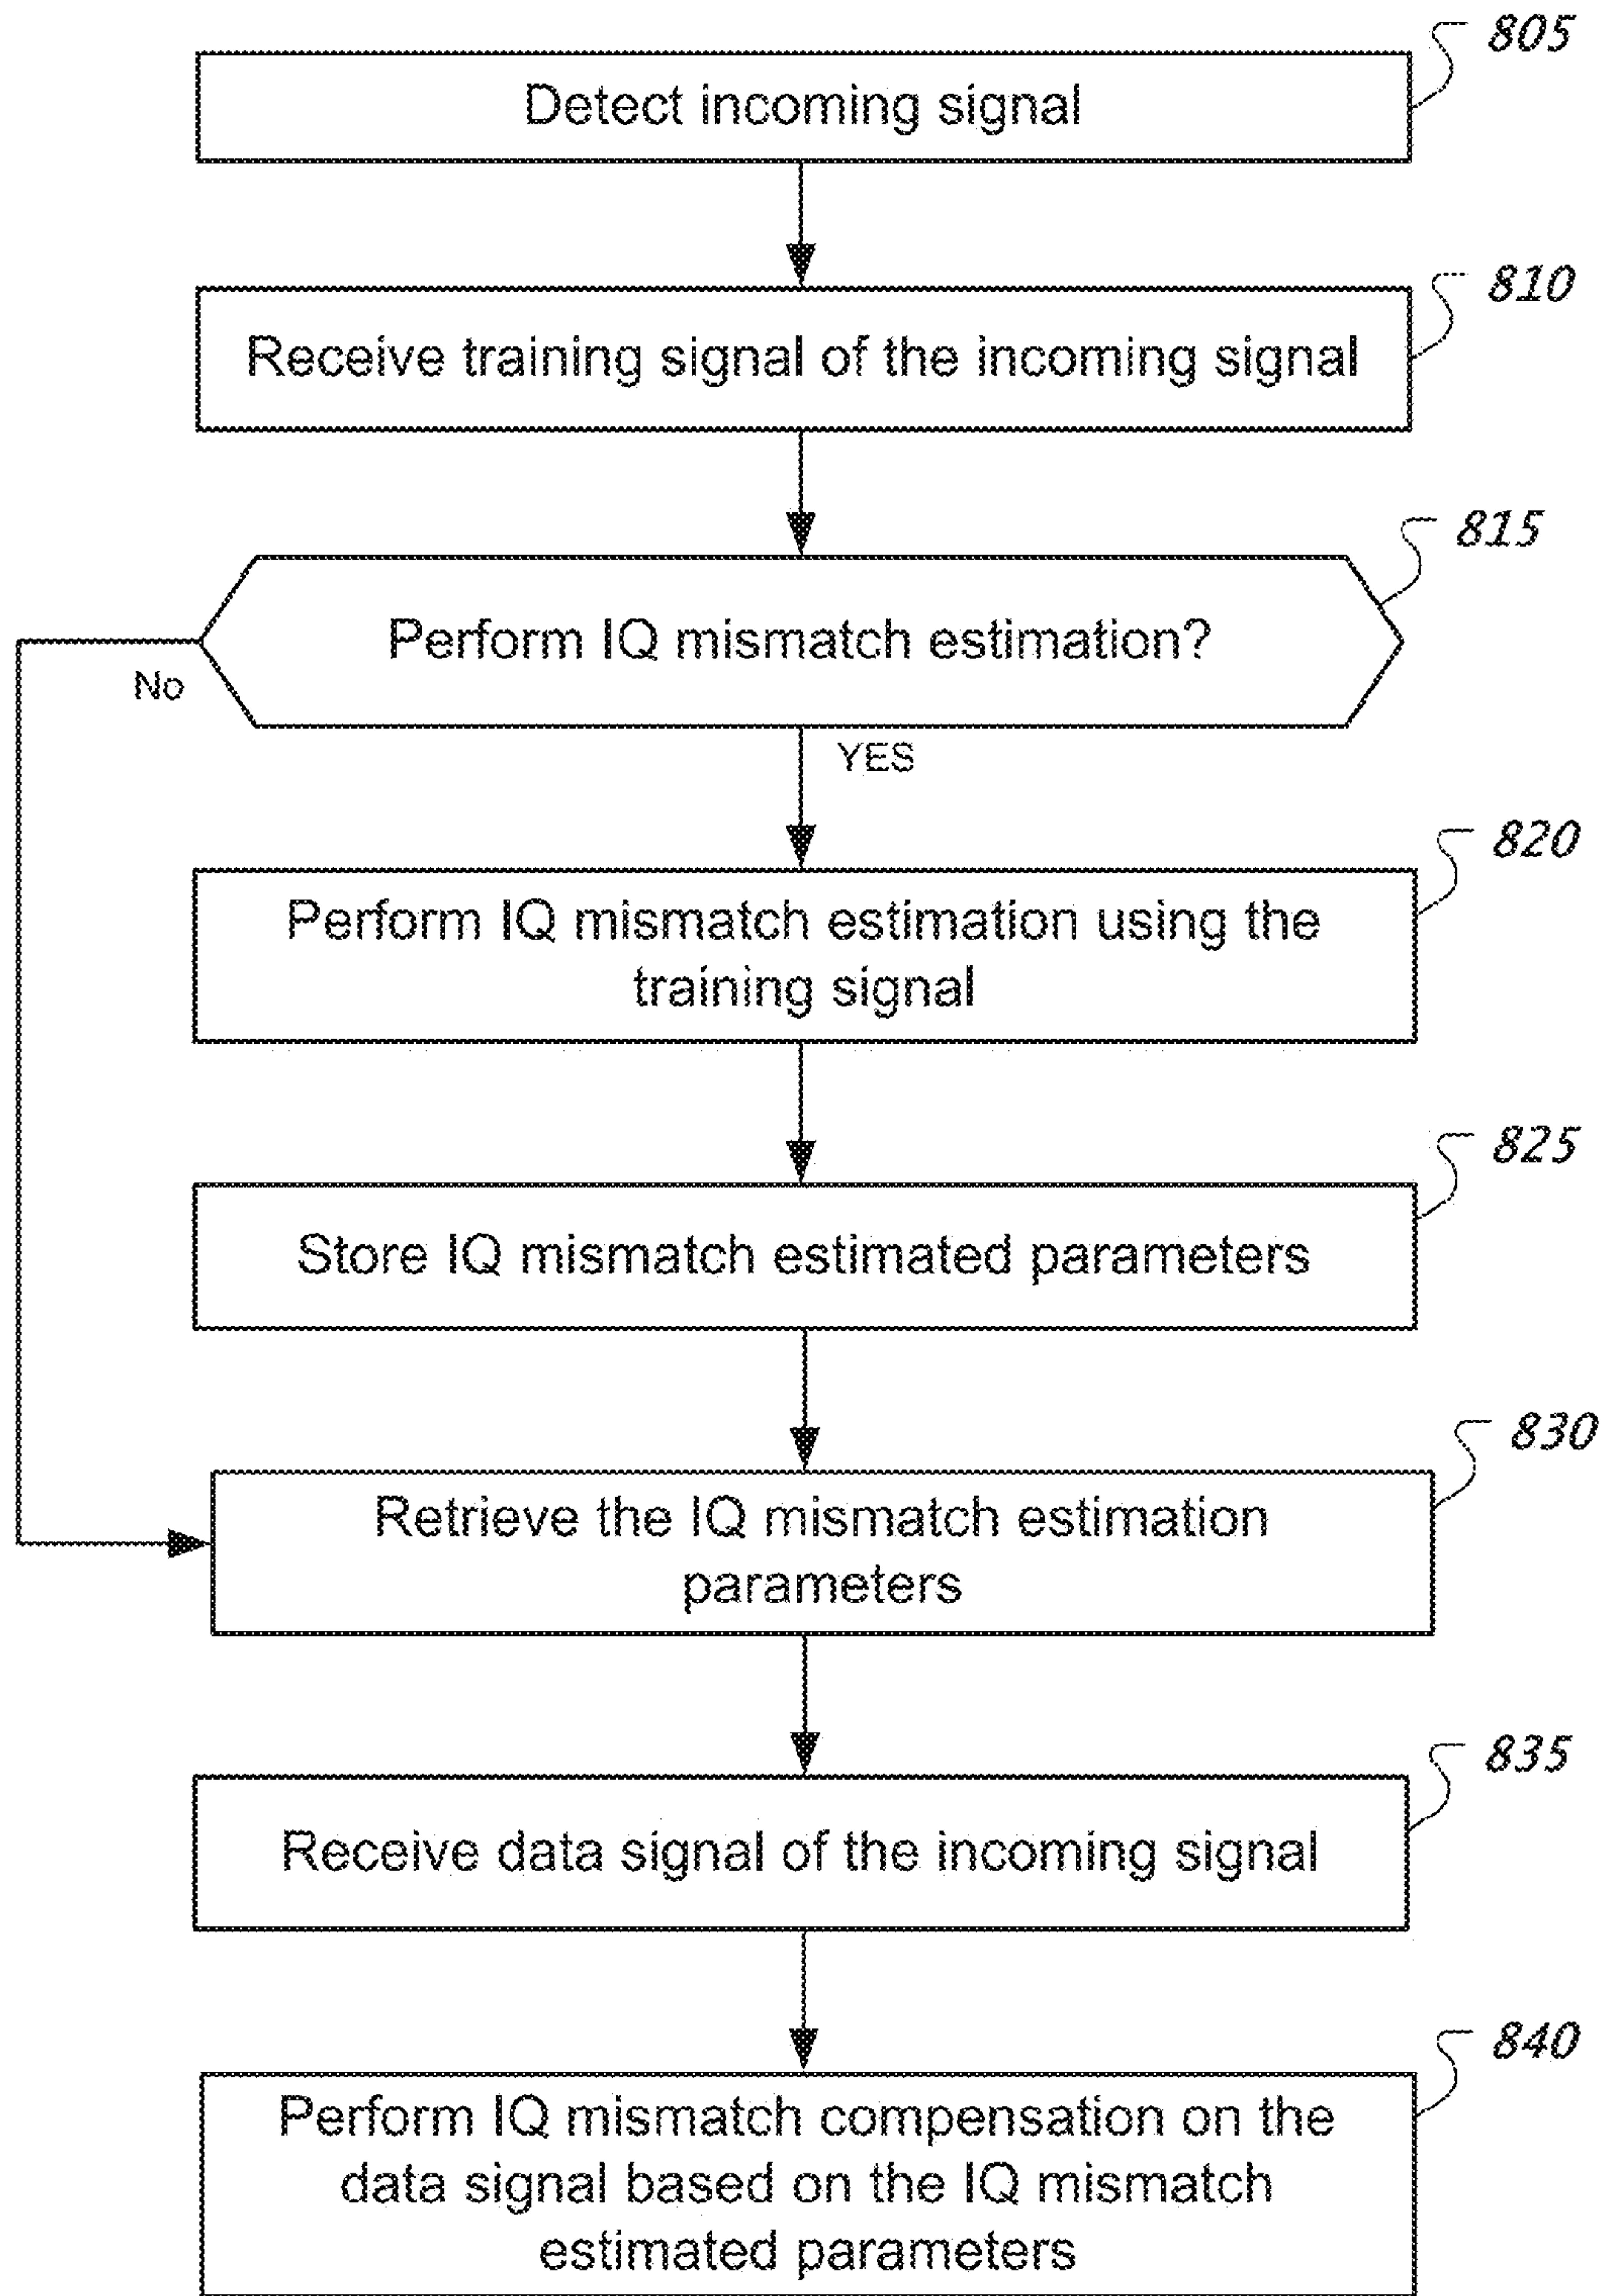 805
Detect incoming signal
810
Receive training signal of the incoming signal
815
Perform IQ mismatch estimation?
No
YES
820
Perform IQ mismatch estimation using the
training signal
825
Store IQ mismatch estimated parameters
830
Retrieve the IQ mismatch estimation
parameters
835
Receive data signal of the incoming signal
840
Perform IQ mismatch compensation on the
data signal based on the IQ mismatch
estimated parameters